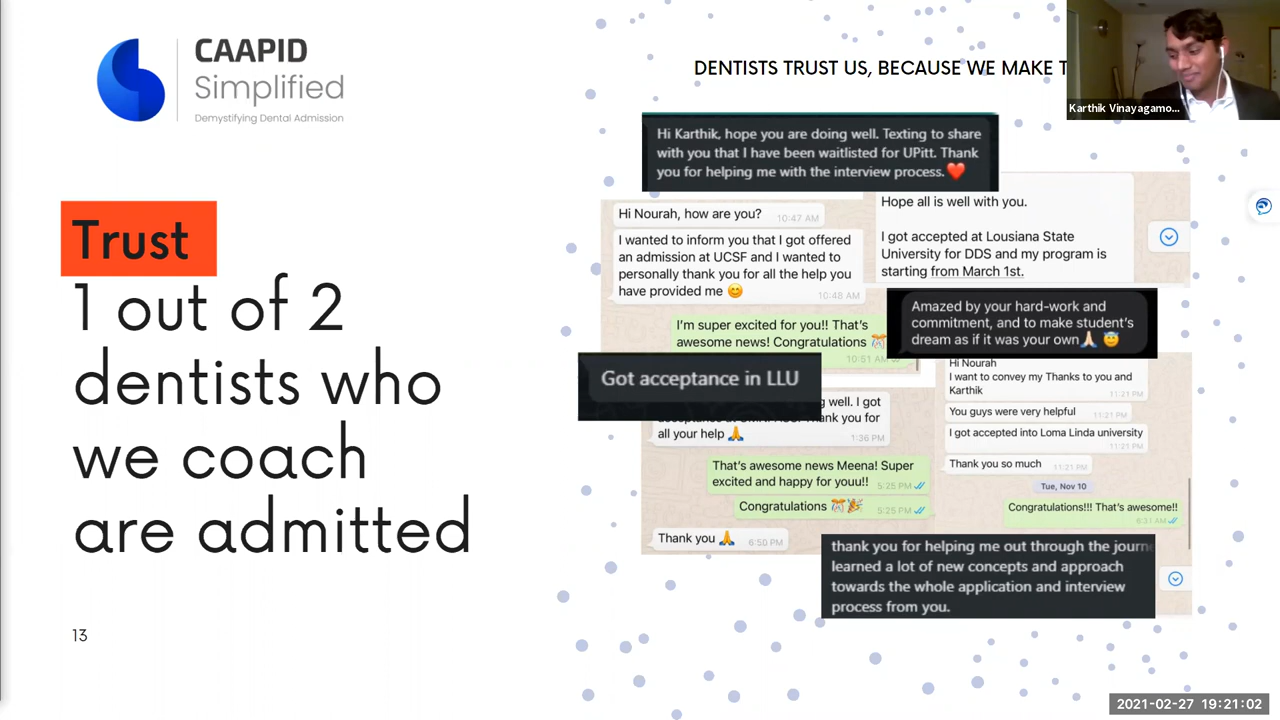 CAAPID
Simplified
Demystifying Dental Admission
DENTISTS TRUST US, BECAUSE WE MAKE
Karthik Vinayagamo...
Trust
1 out of 2
dentists who
we coach
are admitted
Hi Karthik, hope you are doing well. Texting to share
with you that I have been waitlisted for UPitt. Thank
you for helping me with the interview process.❤️
Hi Nourah, how are you?
10:47 AM
I wanted to inform you that I got offered
an admission at UCSF and I wanted to
personally thank you for all the help you
have provided me 😊
10:48 AM
I'm super excited for you!! That's
awesome news! Congratulations 🎊
10:51
Hope all is well with you.
I got accepted at Lousiana State
University for DDS and my program is
starting from March 1st.
Amazed by your hard-work and
commitment, and to make student's
dream as if it was your own🙏 😇
Got acceptance in LLU
well. I got
you for
all your help 🙏
1:36 PM
That's awesome news Meena! Super
excited and happy for youu!!
5:25 PM
Congratulations 🎊🎉
5:25 PM
Thank you 🙏
6:50 PM
Hi Nourah
I want to convey my Thanks to you and
Karthik
11:21 PM
You guys were very helpful
11:21 PM
I got accepted into Loma Linda university
11:21 PM
Thank you so much
11:21 PM
Tue, Nov 10
Congratulations!!! That's awesome!!
6:31 AM
thank you for helping me out through the
learned a lot of new concepts and approach
towards the whole application and interview
process from you.
13
2021-02-27 19:21:02